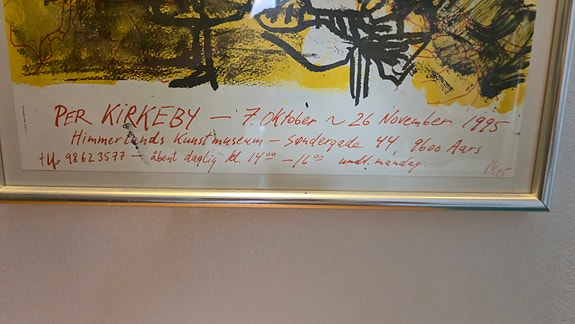 PER KIRKEBY – 7. Oktober ~ 26 November 1995
Himmerlands Kunstmuseum – Søndergade 44 9600 Aars
tlf 98623577 – åbent daglig kl. 14⁰⁰ – 16⁰⁰ undt. mandag